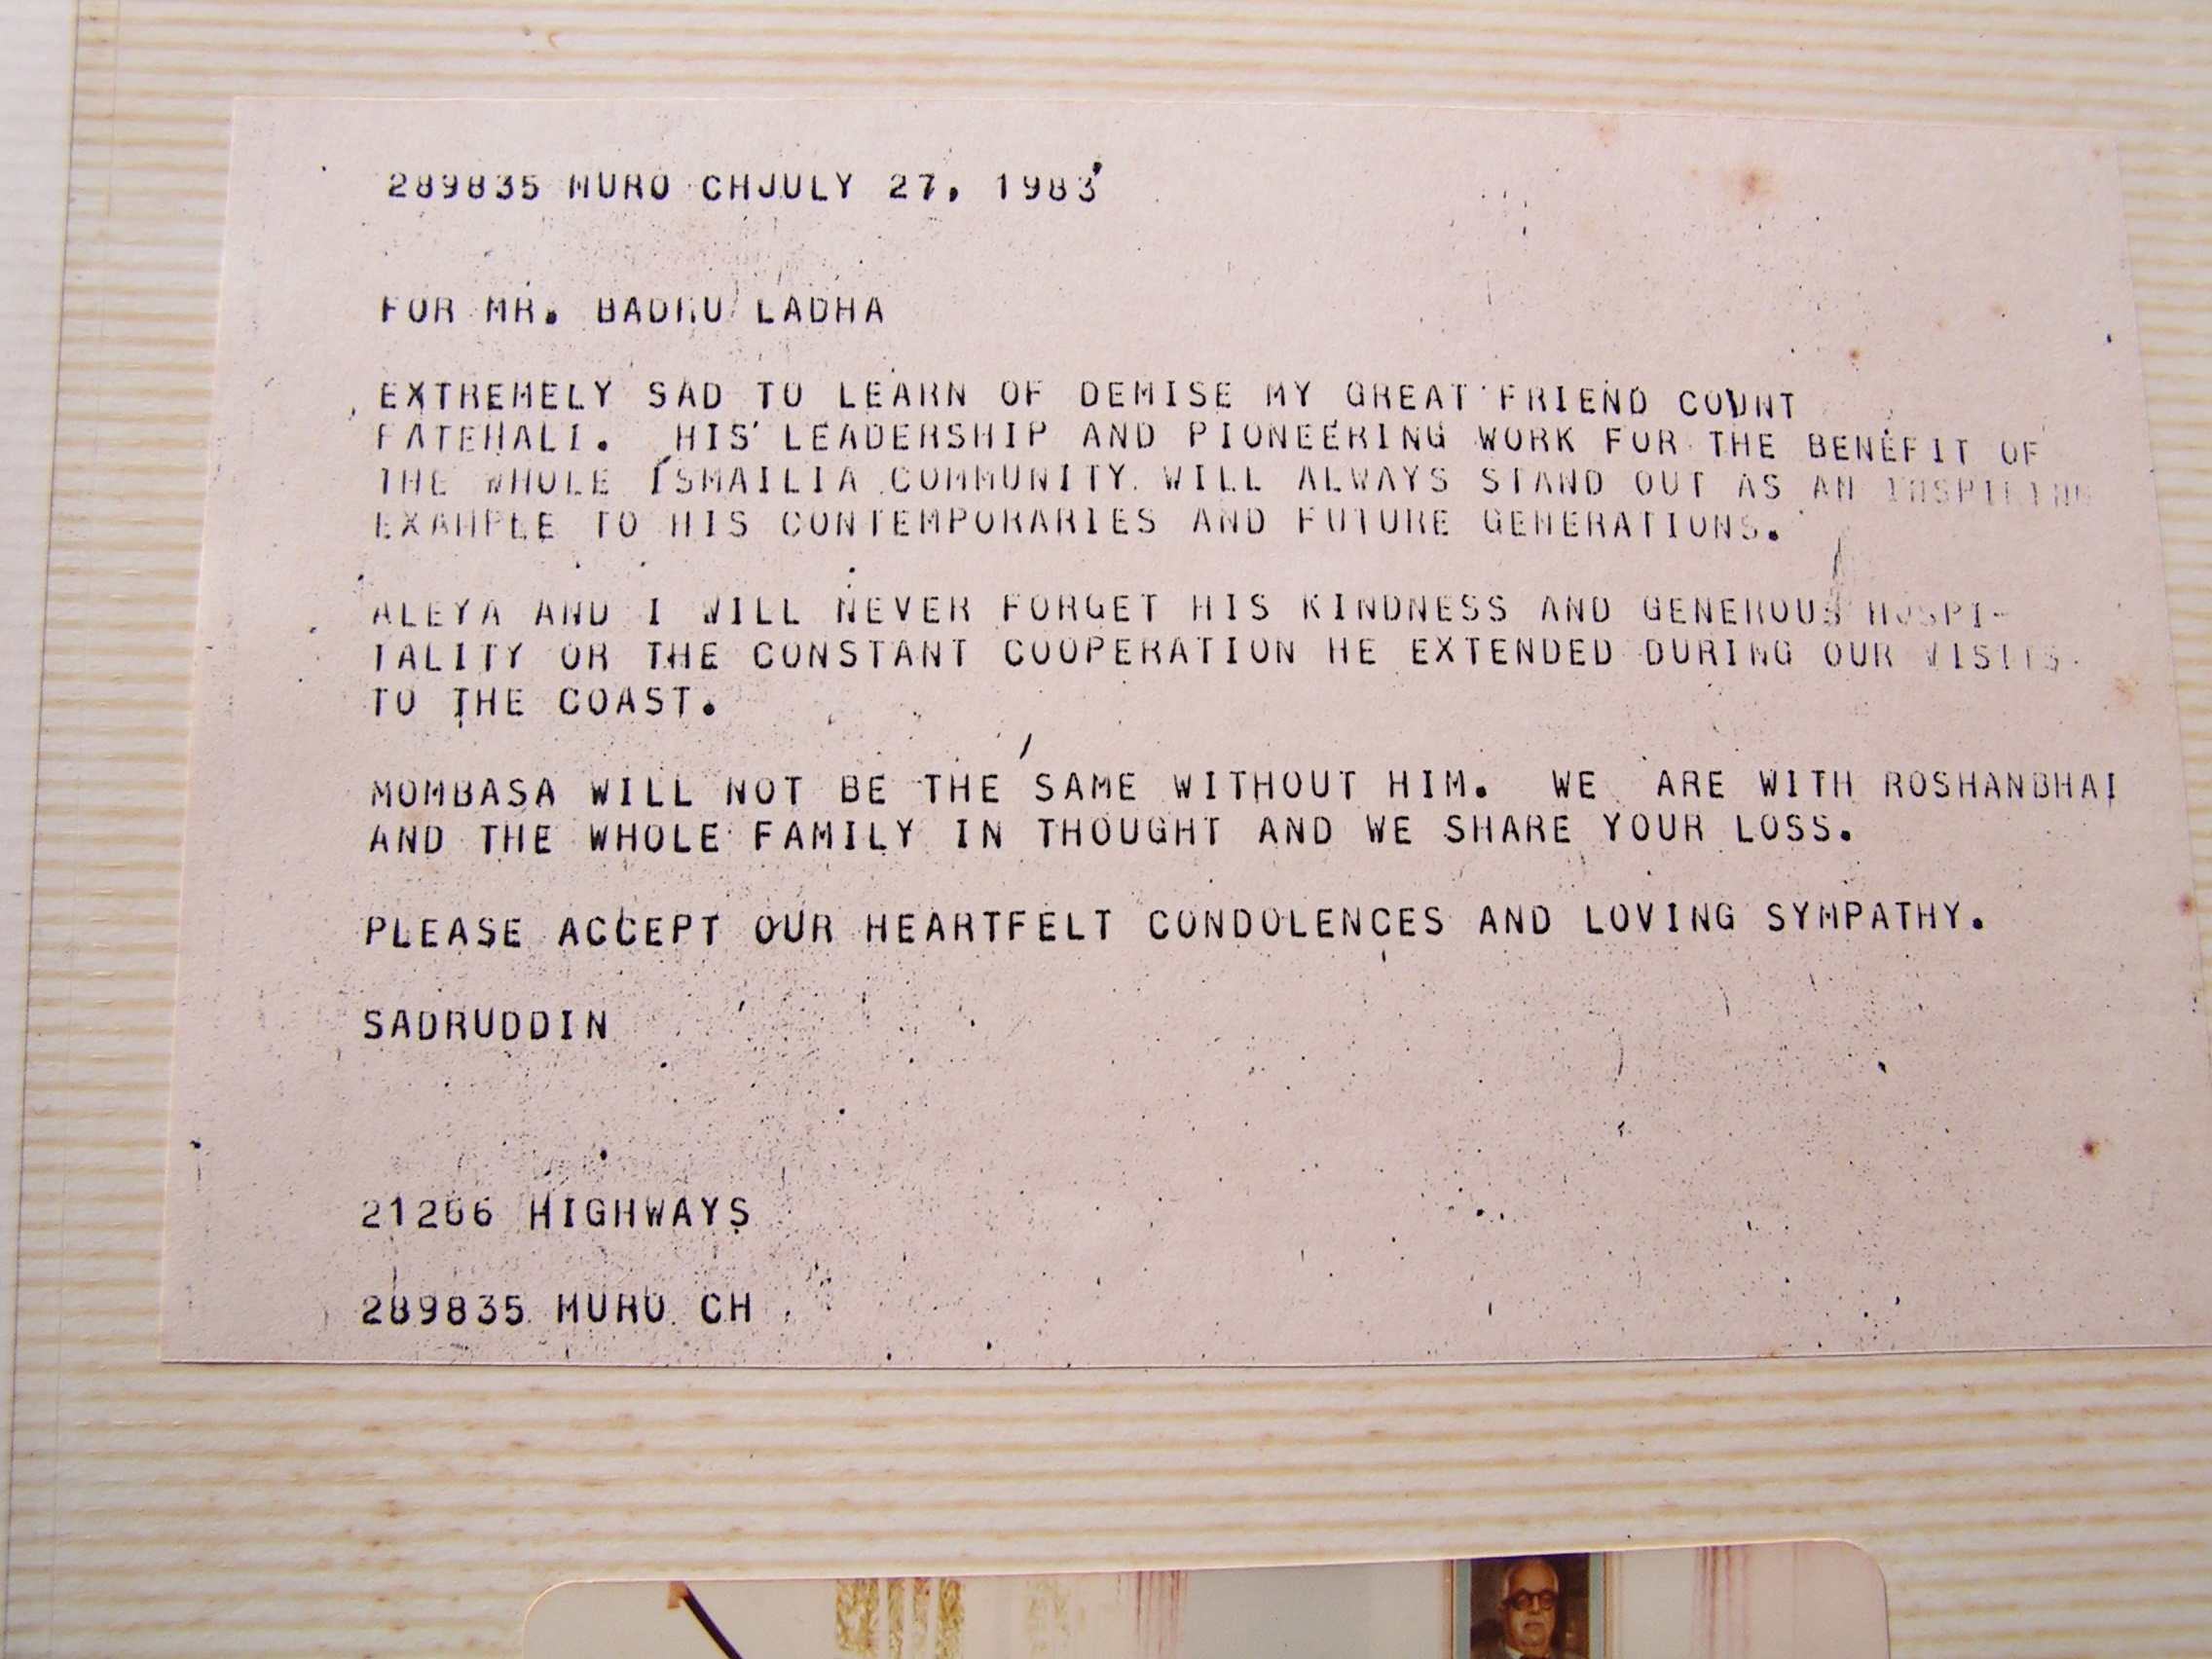 289835 MURO CHJULY 27, 1983
FOR MR. BADRU LADHA
EXTREMELY SAD TO LEARN OF DEMISE MY GREAT FRIEND COUNT
FATEHALI. HIS LEADERSHIP AND PIONEERING WORK FOR THE BENEFIT OF
THE WHOLE ISMAILIA COMMUNITY WILL ALWAYS STAND OUT AS AN INSPIRING
EXAMPLE TO HIS CONTEMPORARIES AND FUTURE GENERATIONS.
ALEYA AND I WILL NEVER FORGET HIS KINDNESS AND GENEROUS HOSPI-
TALITY OR THE CONSTANT COOPERATION HE EXTENDED DURING OUR VISITS
TO THE COAST.
MOMBASA WILL NOT BE THE SAME WITHOUT HIM. WE ARE WITH ROSHANBHAI
AND THE WHOLE FAMILY IN THOUGHT AND WE SHARE YOUR LOSS.
PLEASE ACCEPT OUR HEARTFELT CONDOLENCES AND LOVING SYMPATHY.
SADRUDDIN
21266 HIGHWAYS
289835 MURO CH